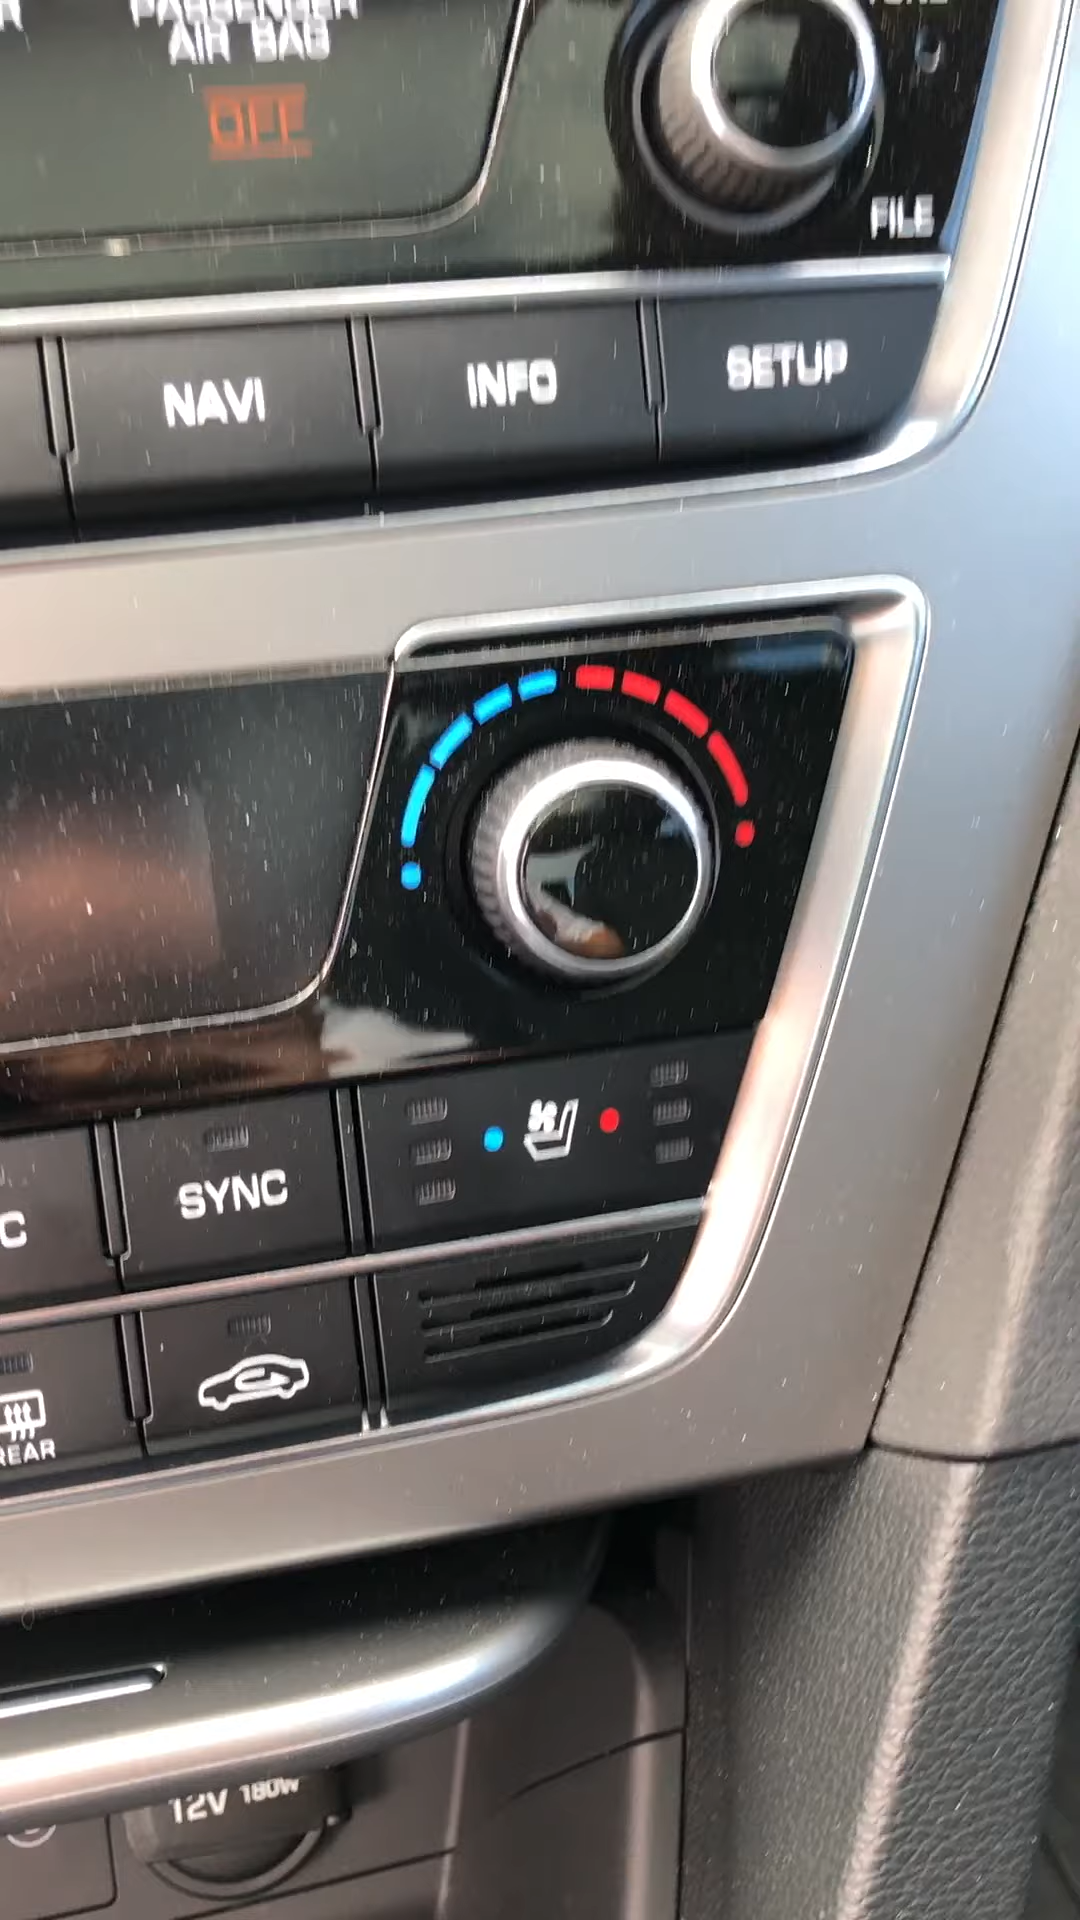 PASSENGER
AIR BAG
OFF
FILE
NAVI
INFO
SETUP
SYNC
REAR
12V 180W